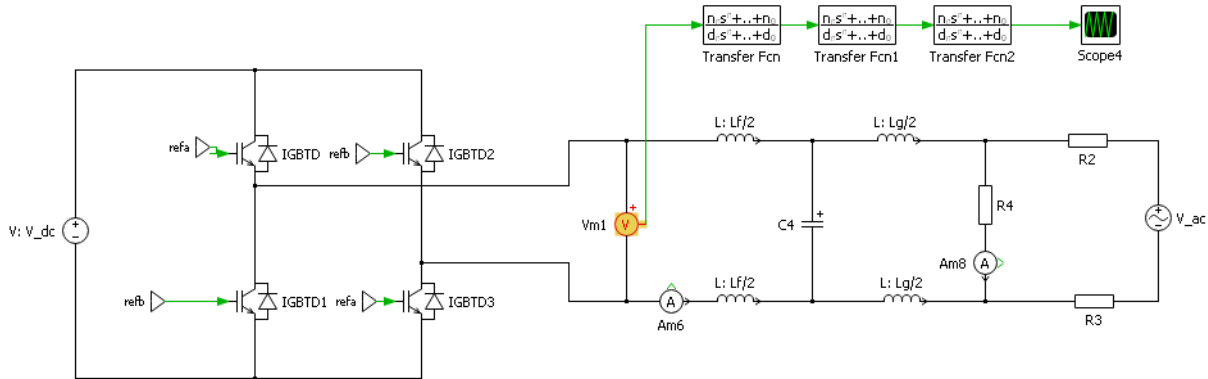 nₙsⁿ+..+n₀
dₙsⁿ+..+d₀
nₙsⁿ+..+n₀
dₙsⁿ+..+d₀
nₙsⁿ+..+n₀
dₙsⁿ+..+d₀
Transfer Fcn
Transfer Fcn1
Transfer Fcn2
Scope4
L: Lf/2
L: Lg/2
refa
IGBTD
refb
IGBTD2
R2
R4
V: V_dc
Vm1
V
+
C4
+
V_ac
Am8
A
refb
IGBTD1
refa
IGBTD3
L: Lf/2
L: Lg/2
A
Am6
R3